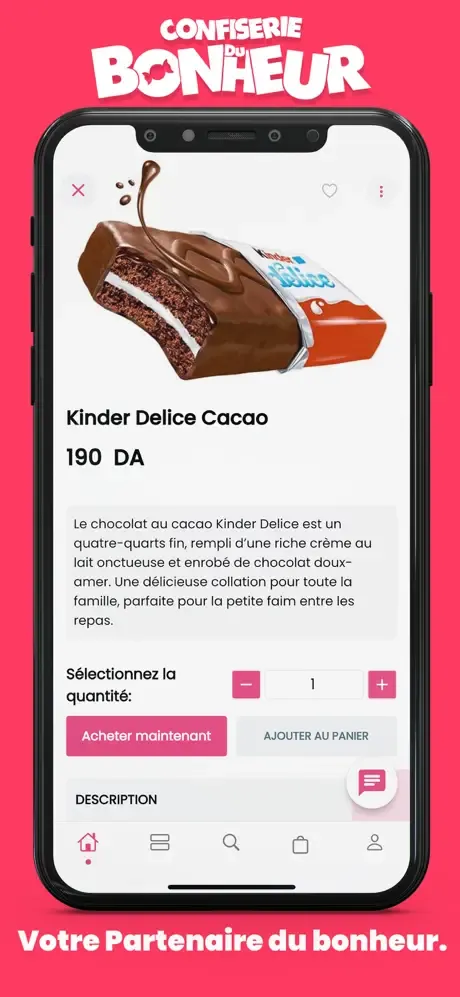 CONFISERIE
DU
BONHEUR
Kinder
délice
Kinder Delice Cacao
190 DA
Le chocolat au cacao Kinder Delice est un
quatre-quarts fin, rempli d'une riche crème au
lait onctueuse et enrobé de chocolat doux-
amer. Une délicieuse collation pour toute la
famille, parfaite pour la petite faim entre les
repas.
Sélectionnez la
quantité:
− 1 +
Acheter maintenant
AJOUTER AU PANIER
DESCRIPTION
Votre Partenaire du bonheur.